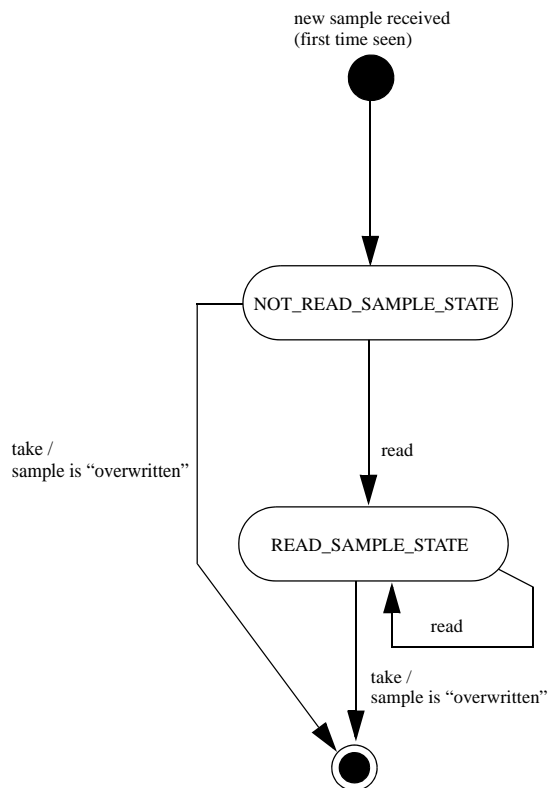 new sample received
(first time seen)
NOT_READ_SAMPLE_STATE
take /
sample is “overwritten”
read
READ_SAMPLE_STATE
read
take /
sample is “overwritten”